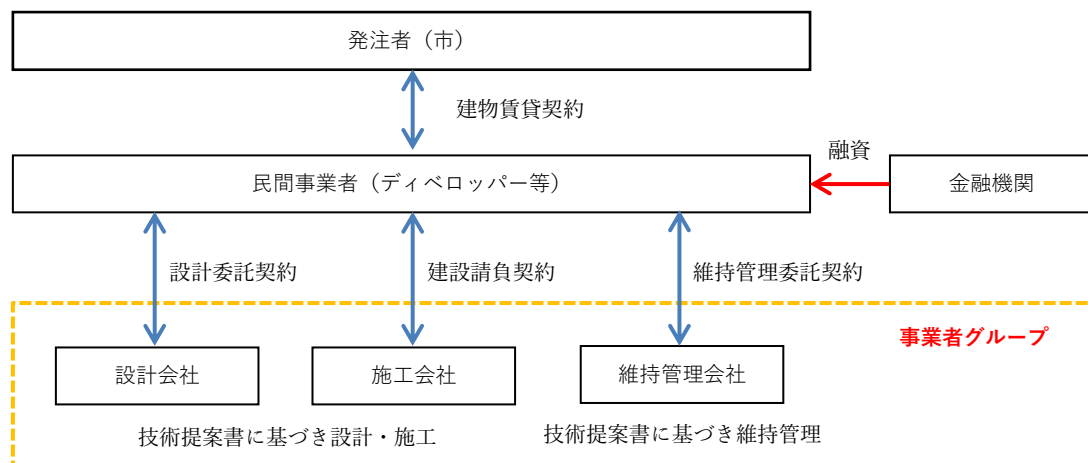 発注者（市）
建物賃貸契約
融資
民間事業者（ディベロッパー等）
金融機関
設計委託契約
建設請負契約
維持管理委託契約
事業者グループ
設計会社
施工会社
維持管理会社
技術提案書に基づき設計・施工
技術提案書に基づき維持管理